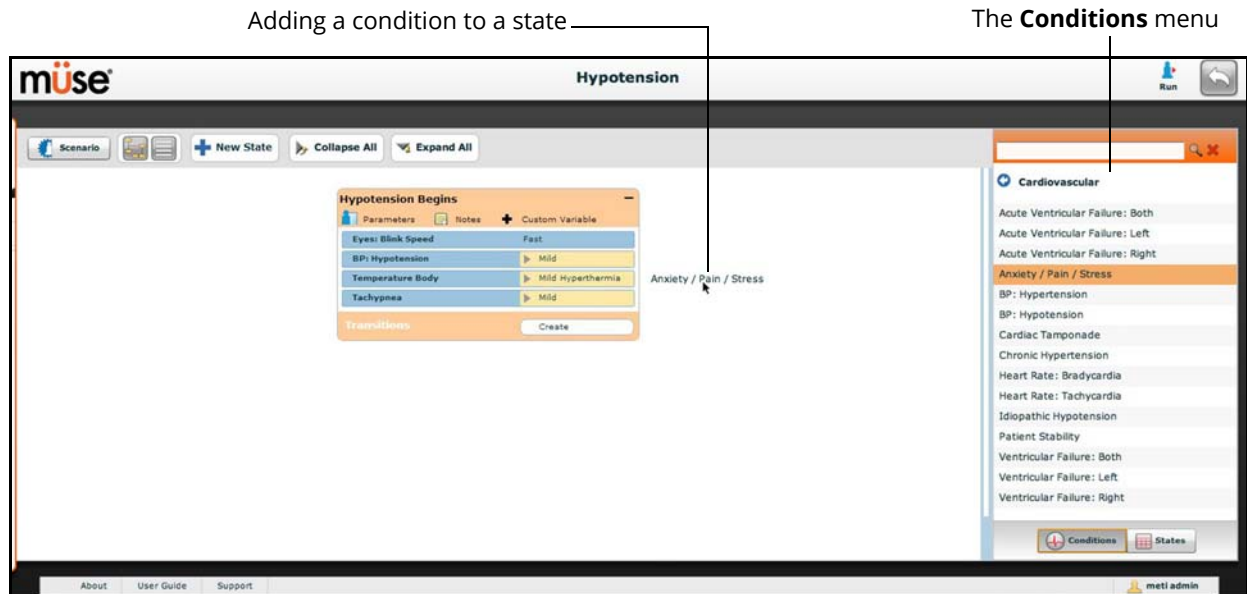 Adding a condition to a state
The Conditions menu
müse
Hypotension
Run
Scenario
New State
Collapse All
Expand All
Hypotension Begins
Parameters Notes Custom Variable
Eyes: Blink Speed Fast
BP: Hypotension Mild
Temperature Body Mild Hyperthermia
Tachypnea Mild
Transitions Create
Anxiety / Pain / Stress
Cardiovascular
Acute Ventricular Failure: Both
Acute Ventricular Failure: Left
Acute Ventricular Failure: Right
Anxiety / Pain / Stress
BP: Hypertension
BP: Hypotension
Cardiac Tamponade
Chronic Hypertension
Heart Rate: Bradycardia
Heart Rate: Tachycardia
Idiopathic Hypotension
Patient Stability
Ventricular Failure: Both
Ventricular Failure: Left
Ventricular Failure: Right
Conditions States
About User Guide Support
meti admin